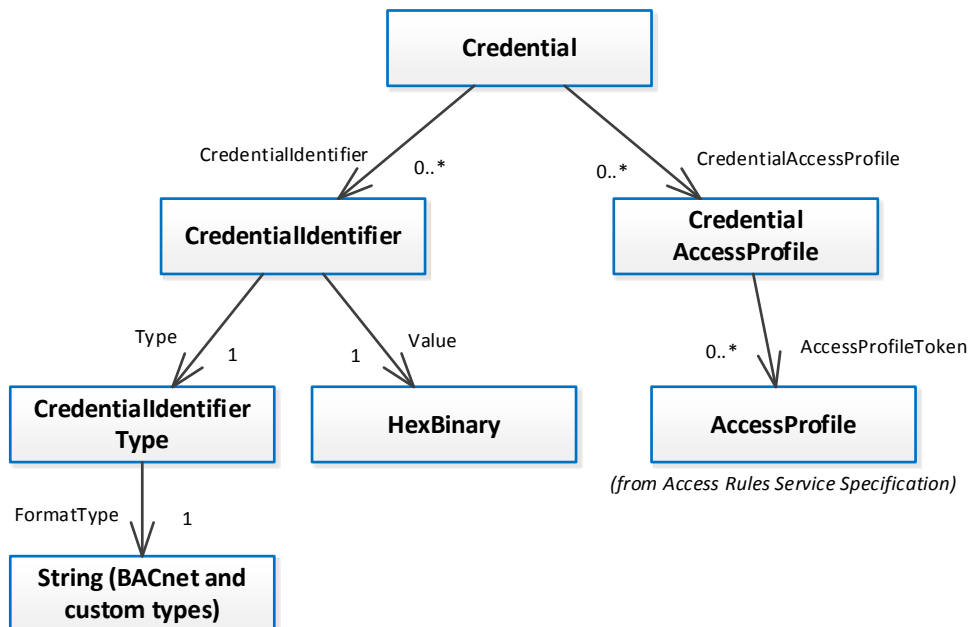 Credential
CredentialIdentifier
0..*
0..*
CredentialAccessProfile
CredentialIdentifier
Credential
AccessProfile
Type
1
1
Value
0..*
AccessProfileToken
CredentialIdentifier
Type
HexBinary
AccessProfile
(from Access Rules Service Specification)
FormatType
1
String (BACnet and
custom types)